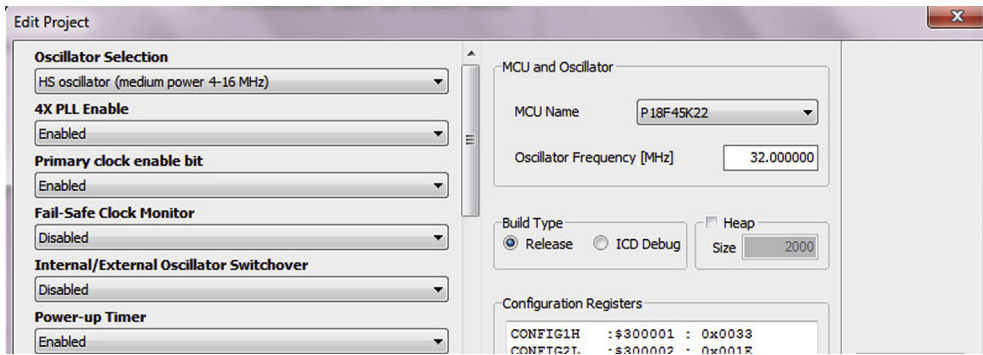 Edit Project
Oscillator Selection
HS oscillator (medium power 4-16 MHz)
4X PLL Enable
Enabled
Primary clock enable bit
Enabled
Fail-Safe Clock Monitor
Disabled
Internal/External Oscillator Switchover
Disabled
Power-up Timer
Enabled
MCU and Oscillator
MCU Name P18F45K22
Oscillator Frequency [MHz] 32.000000
Build Type
Release ICD Debug
Heap
Size 2000
Configuration Registers
CONFIG1H :$300001 : 0x0033
CONFIG2L :$300002 : 0x001E